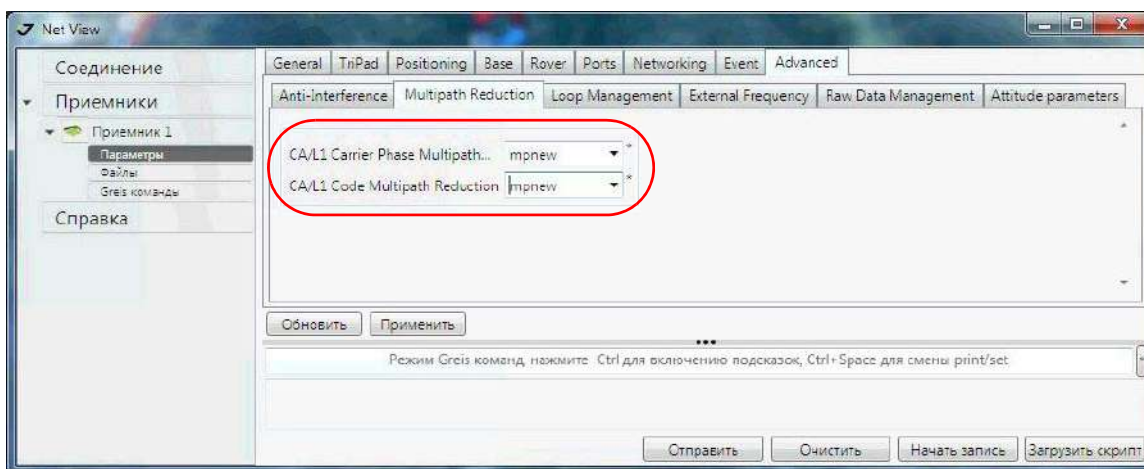 Net View
Соединение
Приемники
Приемник 1
Параметры
Файлы
Greis команды
Справка
General TriPad Positioning Base Rover Ports Networking Event Advanced
Anti-Interference Multipath Reduction Loop Management External Frequency Raw Data Management Attitude parameters
CA/L1 Carrier Phase Multipath... mpnew *
CA/L1 Code Multipath Reduction mpnew *
Обновить Применить
Режим Greis команд, нажмите Ctrl для включению подсказок, Ctrl+Space для смены print/set
Отправить Очистить Начать запись Загрузить скрипт